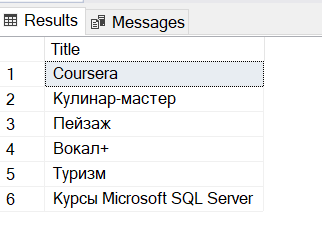 Results Messages
Title
1 Coursera
2 Кулинар-мастер
3 Пейзаж
4 Вокал+
5 Туризм
6 Курсы Microsoft SQL Server